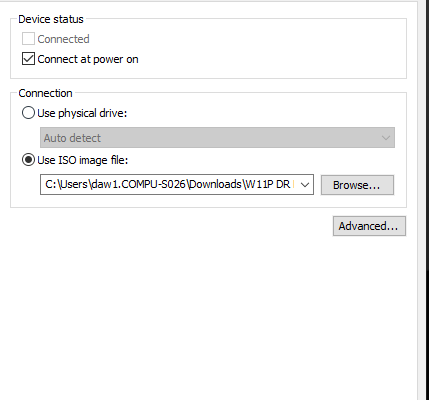 Device status
Connected
Connect at power on
Connection
Use physical drive:
Auto detect
Use ISO image file:
C:\Users\daw1.COMPU-S026\Downloads\W11P DR
Browse...
Advanced...